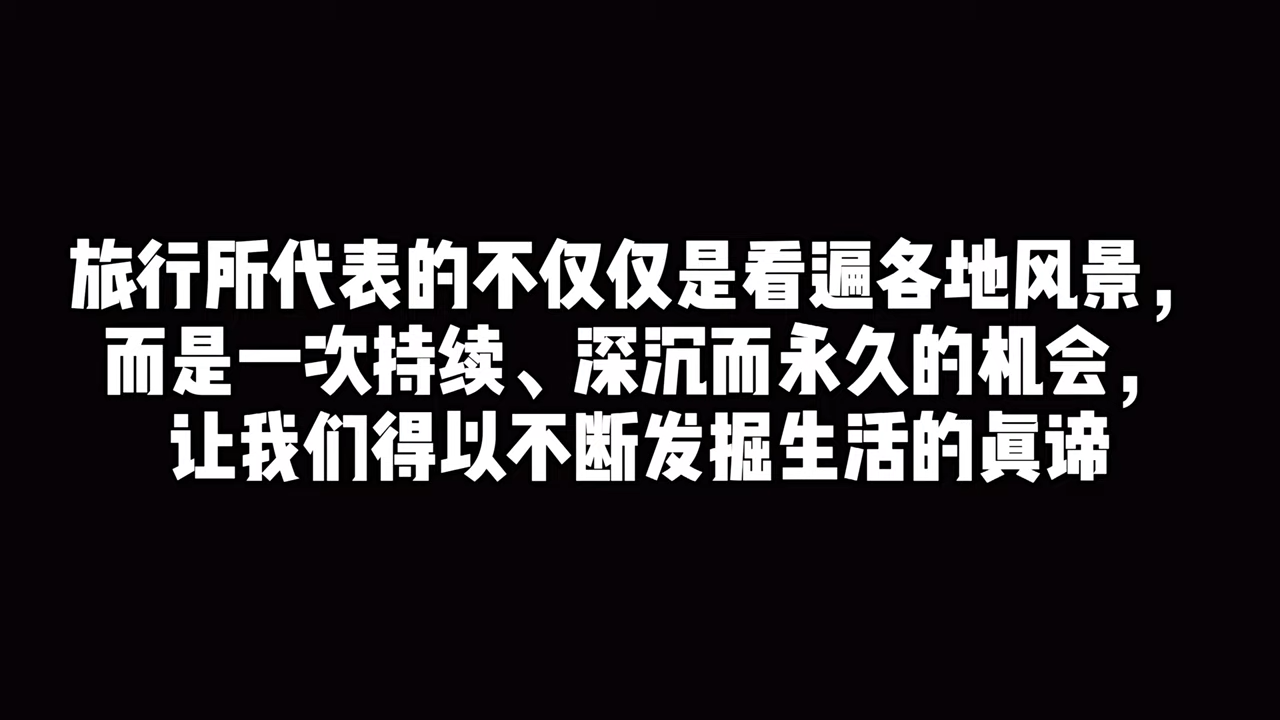 旅行所代表的不仅仅是看遍各地风景，
而是一次持续、深沉而永久的机会，
让我们得以不断发掘生活的真谛